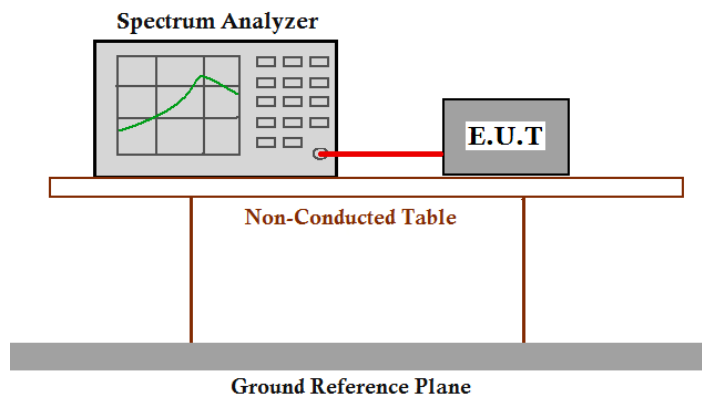 Spectrum Analyzer
E.U.T
Non-Conducted Table
Ground Reference Plane